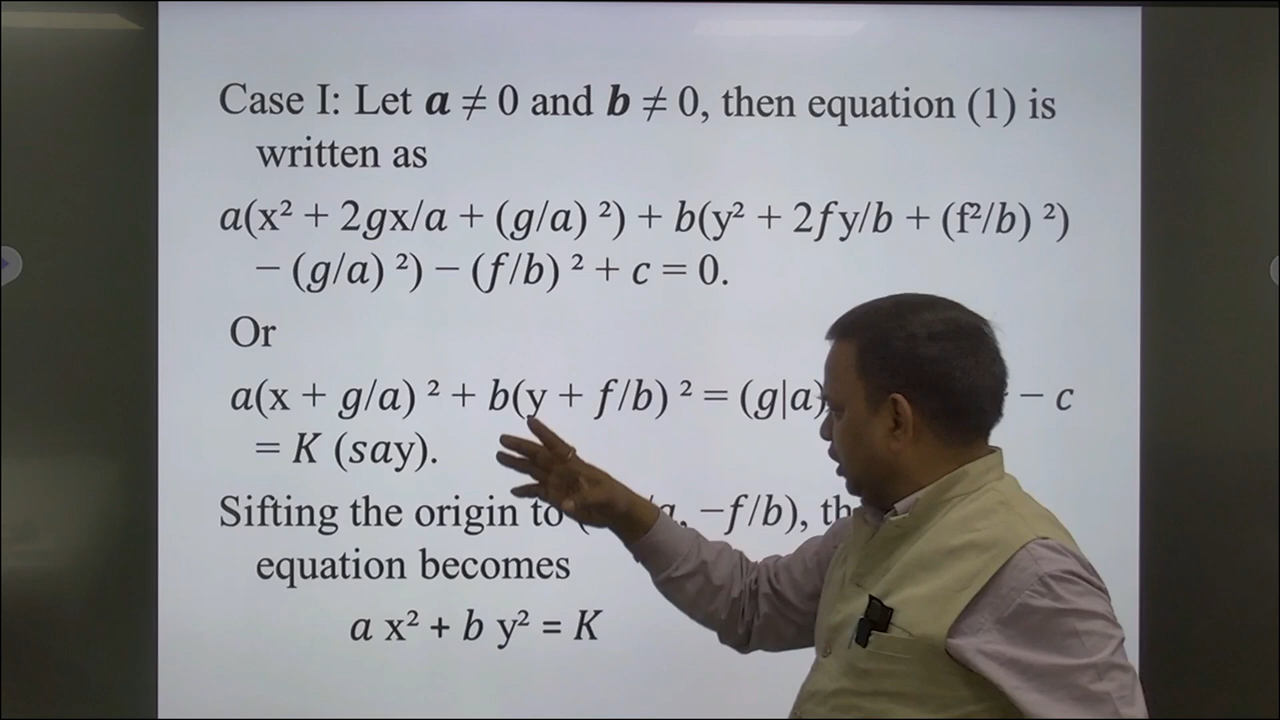 Case I: Let a ≠ 0 and b ≠ 0, then equation (1) is
written as
a(x² + 2gx/a + (g/a) ²) + b(y² + 2fy/b + (f²/b) ²)
− (g/a) ²) − (f/b) ² + c = 0.
Or
a(x + g/a) ² + b(y + f/b) ² = (g|a) − c
= K (say).
Sifting the origin to −f/b),
equation becomes
a x² + b y² = K